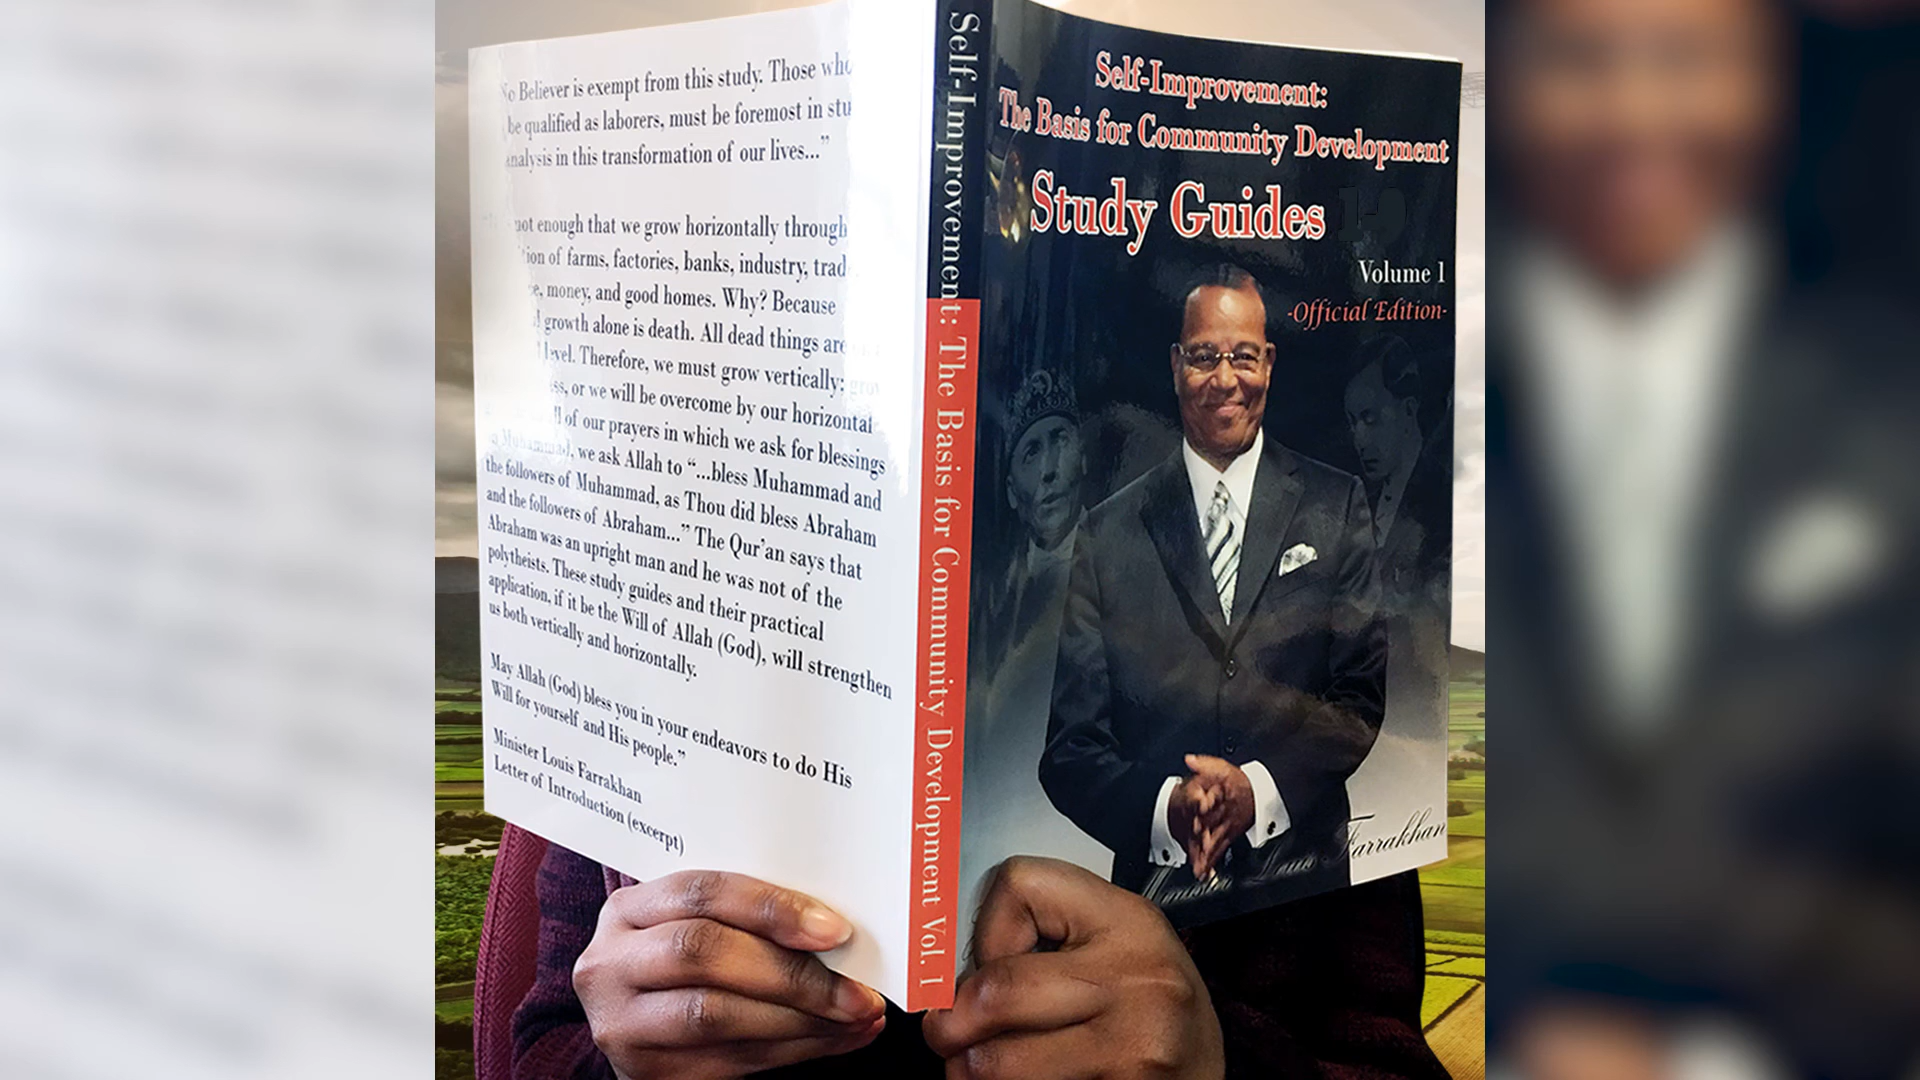 Believer is exempt from this study. Those who
be qualified as laborers, must be foremost in
analysis in this transformation of our lives..."
not enough that we grow horizontally through
of farms, factories, banks, industry,
money, and good homes. Why? Because
growth alone is death. All dead things are
level. Therefore, we must grow vertically;
or we will be overcome by our horizontal
of our prayers in which we ask for blessings
Muhammad, we ask Allah to "...bless Muhammad and
the followers of Muhammad, as Thou did bless Abraham
and the followers of Abraham..." The Qur'an says that
Abraham was an upright man and he was not of the
polytheists. These study guides and their practical
application, if it be the Will of Allah (God), will strengthen
us both vertically and horizontally.
May Allah (God) bless you in your endeavors to do His
Will for yourself and His people."
Minister Louis Farrakhan
Letter of Introduction (excerpt)
Self-Improvement: The Basis for Community Development Vol. 1
Self-Improvement:
The Basis for Community Development
Study Guides
Volume 1
-Official Edition-
Minister Louis Farrakhan